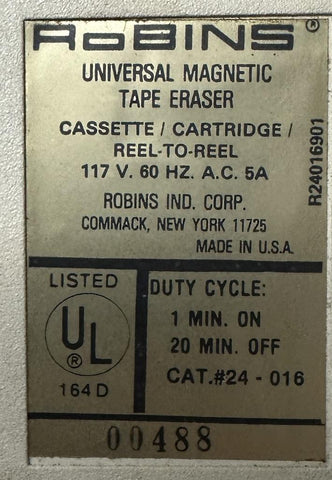 ROBINS®
UNIVERSAL MAGNETIC
TAPE ERASER
CASSETTE / CARTRIDGE /
REEL-TO-REEL
117 V. 60 HZ. A.C. 5A
ROBINS IND. CORP.
COMMACK, NEW YORK 11725
MADE IN U.S.A.
R24016901
LISTED
UL®
164D
DUTY CYCLE:
1 MIN. ON
20 MIN. OFF
CAT.#24 - 016
00488